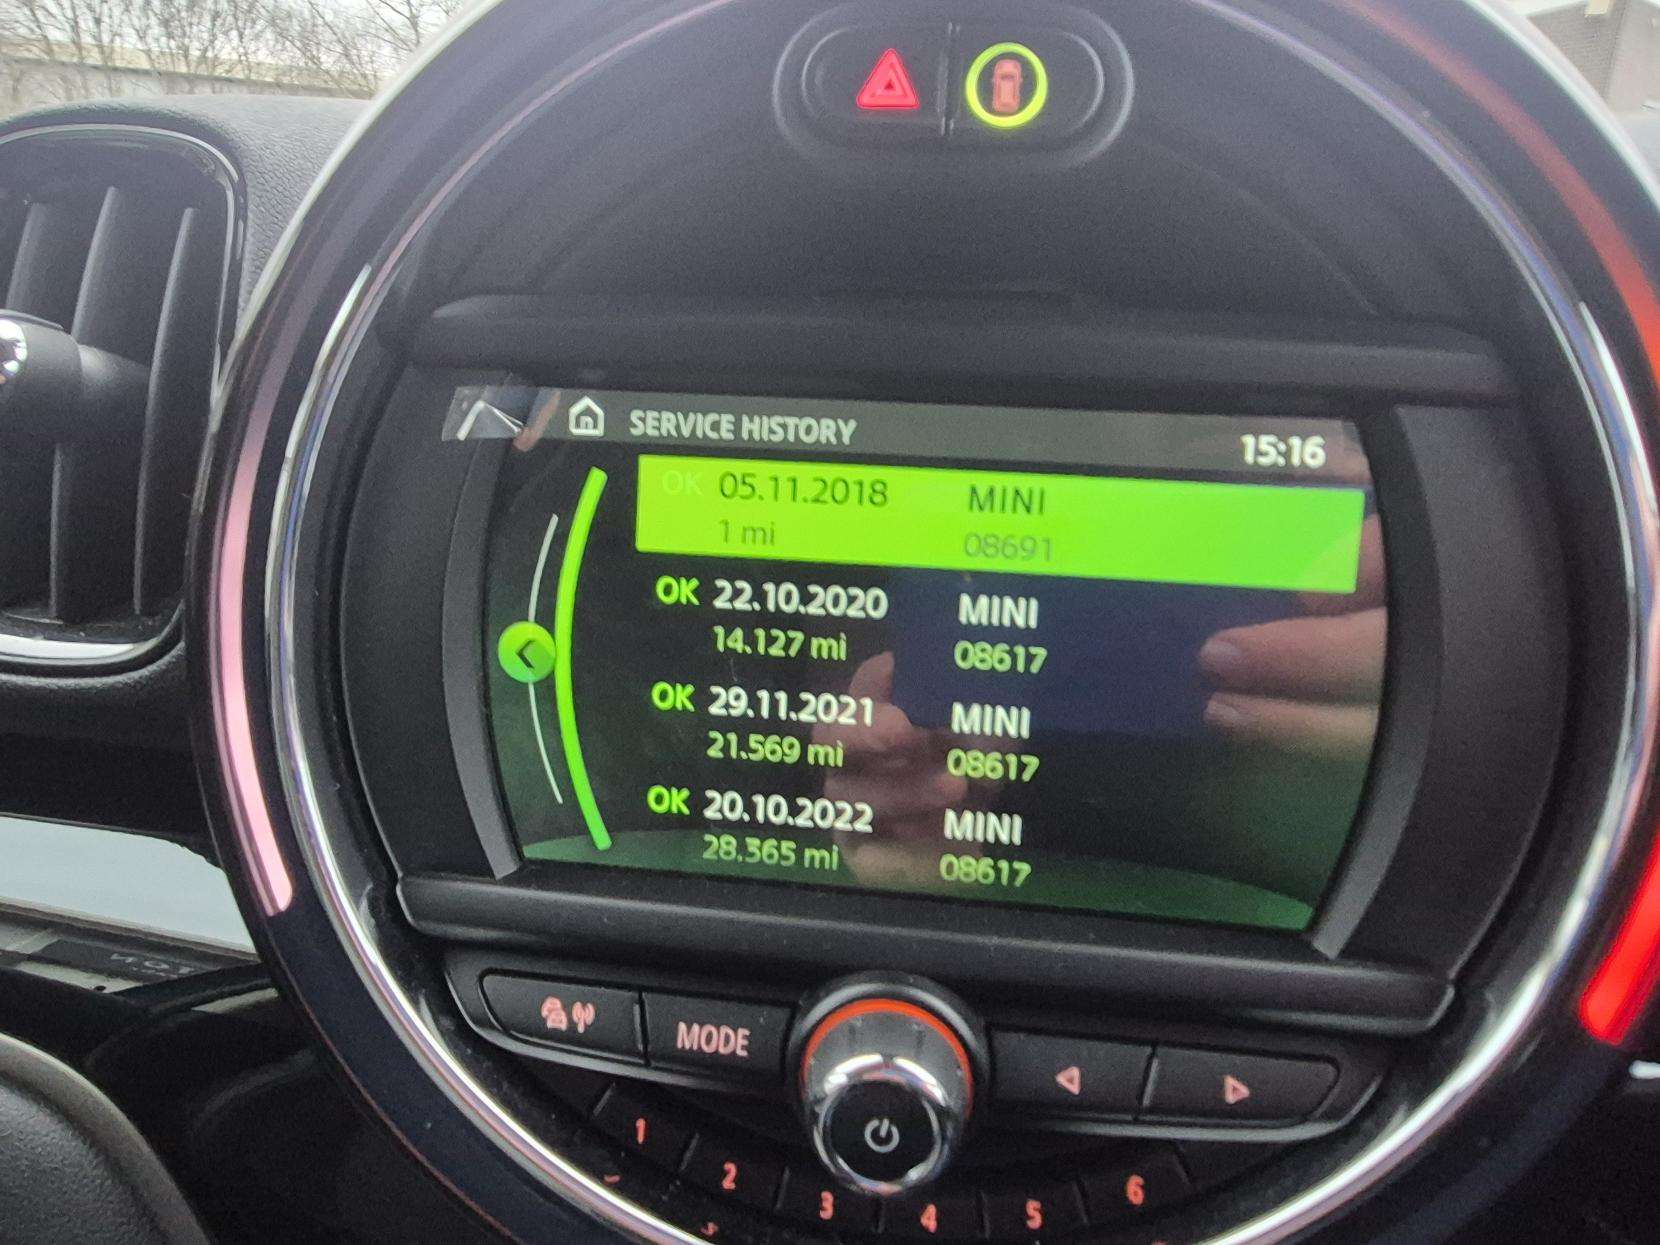 SERVICE HISTORY
15:16
OK 05.11.2018 MINI
1 mi 08691
OK 22.10.2020 MINI
14.127 mi 08617
OK 29.11.2021 MINI
21.569 mi 08617
OK 20.10.2022 MINI
28.365 mi 08617
MODE
1 2 3 4 5 6